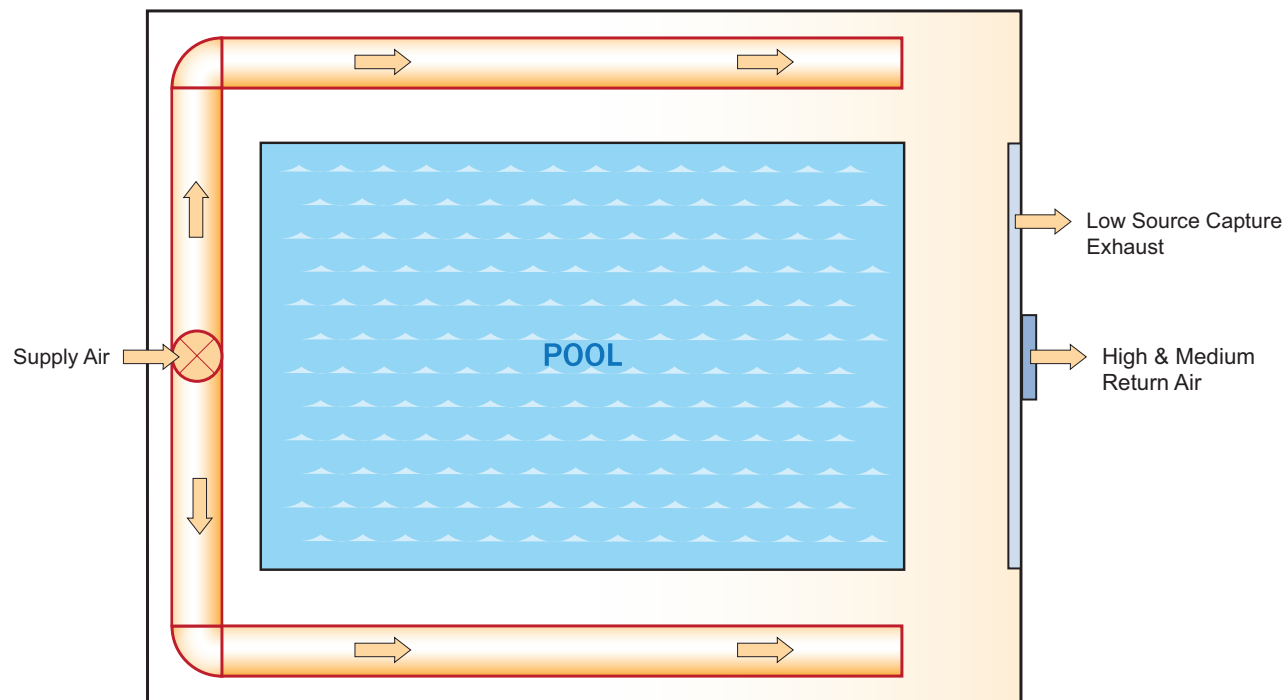 Low Source Capture
Exhaust
Supply Air
POOL
High & Medium
Return Air